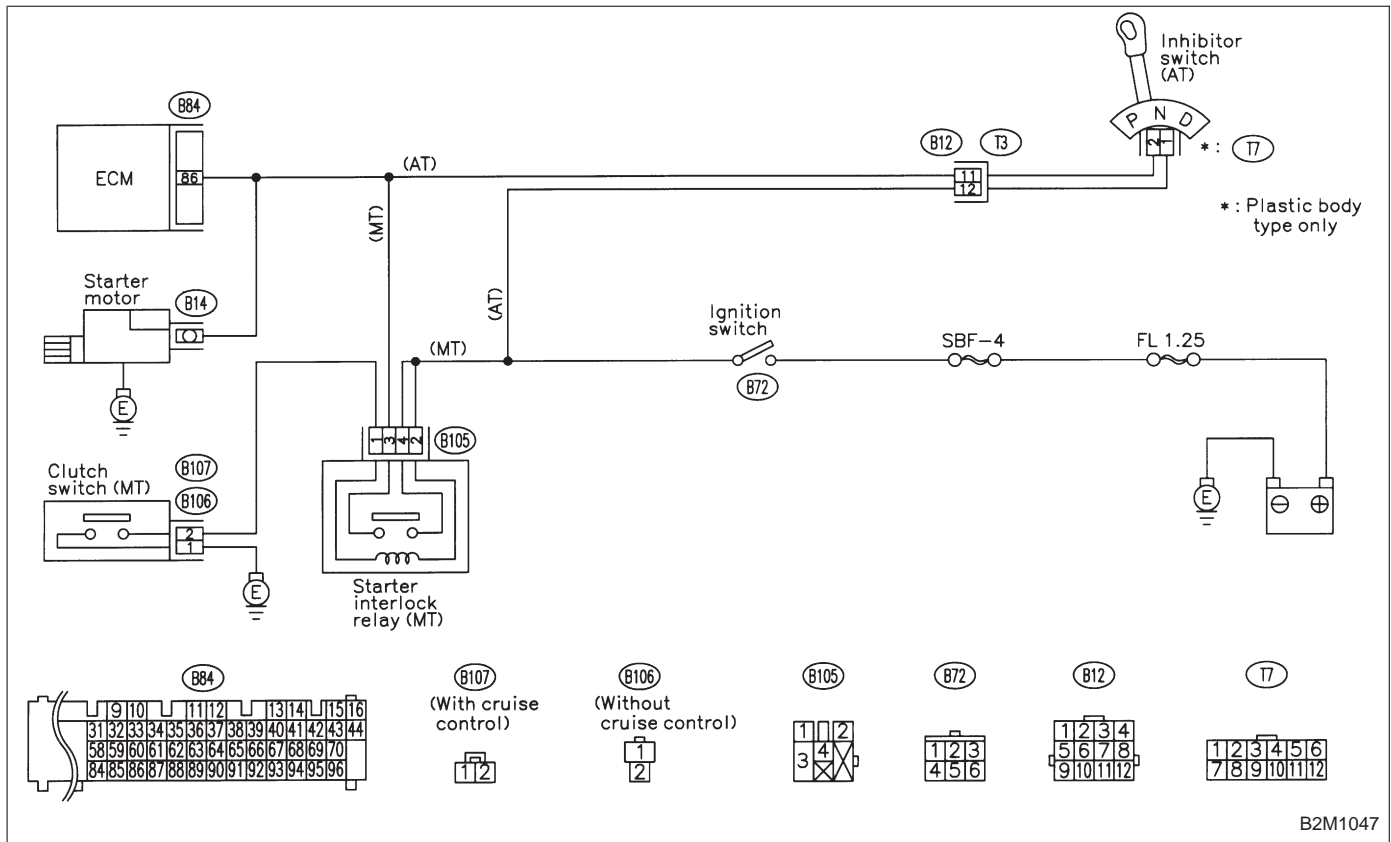 Inhibitor
switch
(AT)
P N D
2 1
* : T7
* : Plastic body
type only
B84
ECM
86
(AT)
B12 T3
11
12
(MT)
(AT)
Starter
motor
B14
E
(MT)
Ignition
switch
B72
SBF-4
FL 1.25
E
⊖ ⊕
1 3 4 2
B105
Clutch
switch (MT)
B107
B106
2
1
E
Starter
interlock
relay (MT)
B84
9 10 11 12 13 14 15 16
31 32 33 34 35 36 37 38 39 40 41 42 43 44
58 59 60 61 62 63 64 65 66 67 68 69 70
84 85 86 87 88 89 90 91 92 93 94 95 96
B107
(With cruise
control)
1 2
B106
(Without
cruise control)
1
2
B105
1 2
3 4
B72
1 2 3
4 5 6
B12
1 2 3 4
5 6 7 8
9 10 11 12
T7
1 2 3 4 5 6
7 8 9 10 11 12
B2M1047